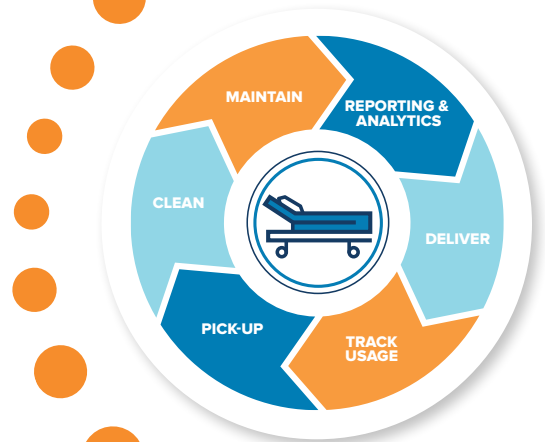 MAINTAIN
REPORTING &
ANALYTICS
CLEAN
DELIVER
PICK-UP
TRACK
USAGE